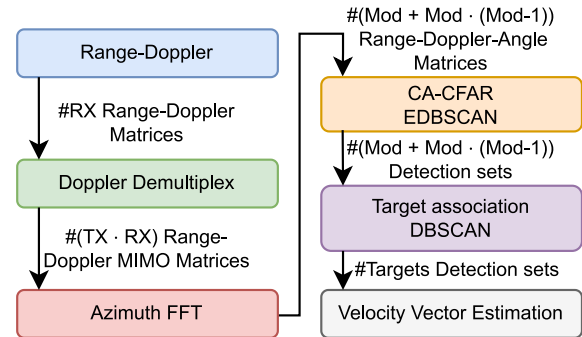 Range-Doppler
#RX Range-Doppler
Matrices
Doppler Demultiplex
#(TX · RX) Range-
Doppler MIMO Matrices
Azimuth FFT
#(Mod + Mod · (Mod-1))
Range-Doppler-Angle
Matrices
CA-CFAR
EDBSCAN
#(Mod + Mod · (Mod-1))
Detection sets
Target association
DBSCAN
#Targets Detection sets
Velocity Vector Estimation